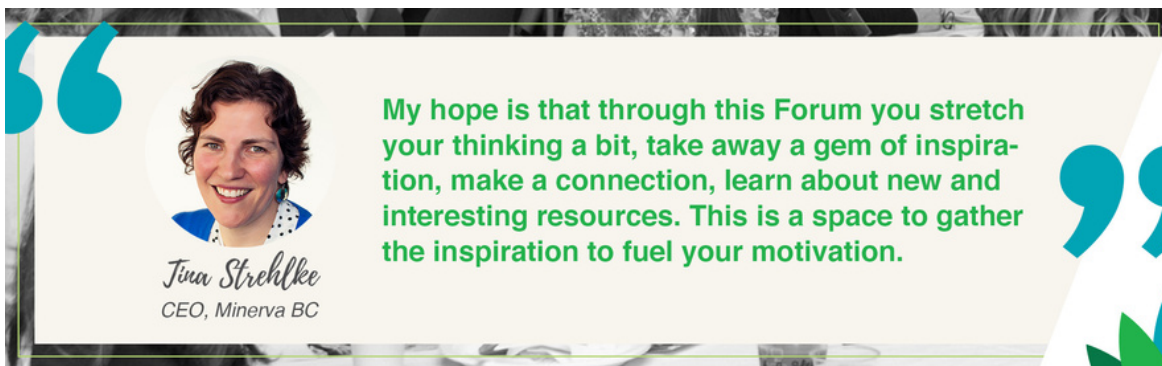 My hope is that through this Forum you stretch
your thinking a bit, take away a gem of inspira-
tion, make a connection, learn about new and
interesting resources. This is a space to gather
the inspiration to fuel your motivation.
Tina Strehlke
CEO, Minerva BC